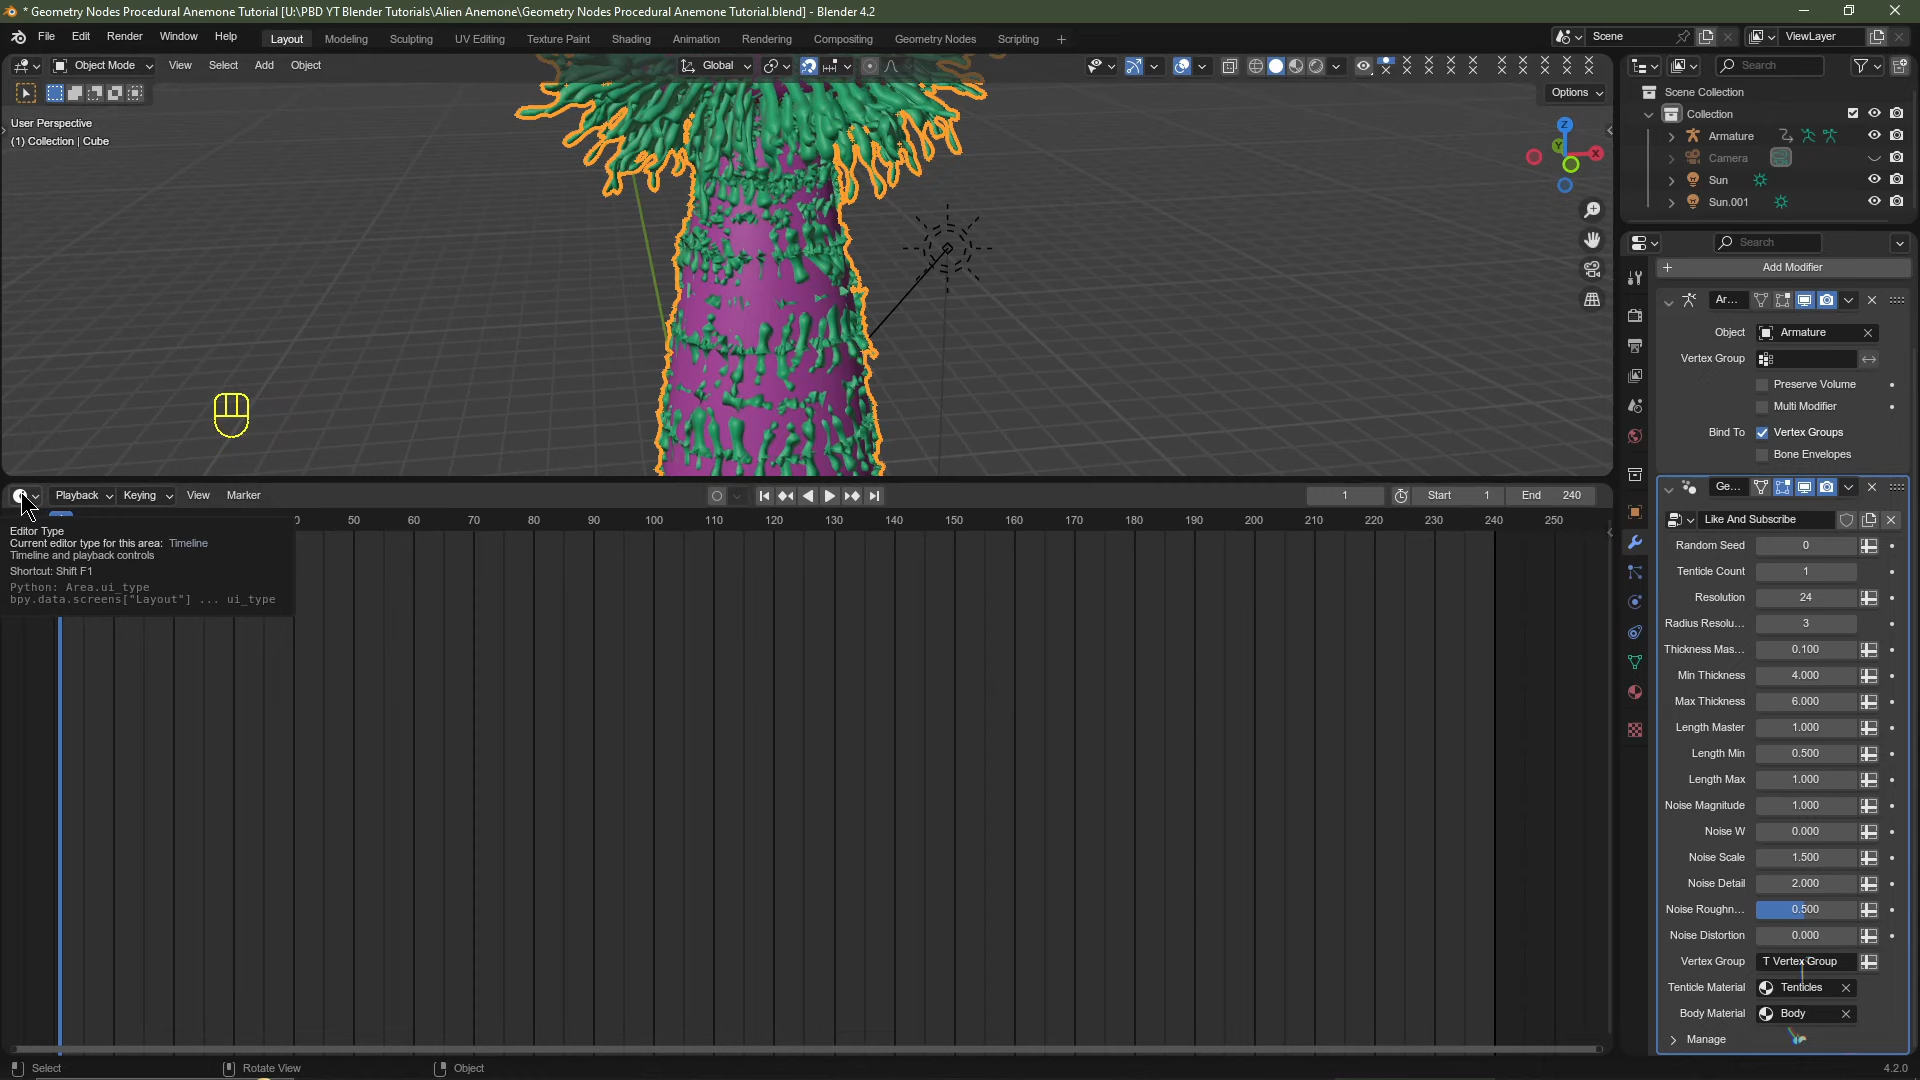 * Geometry Nodes Procedural Anemone Tutorial [U:\PBD YT Blender Tutorials\Alien Anemone\Geometry Nodes Procedural Anemone Tutorial.blend] - Blender 4.2
File Edit Render Window Help Layout Modeling Sculpting UV Editing Texture Paint Shading Animation Rendering Compositing Geometry Nodes Scripting + Scene ViewLayer
Object Mode View Select Add Object Global Search
Options
User Perspective
(1) Collection | Cube
Z
Y
X
Scene Collection
Collection
Armature
Camera
Sun
Sun.001
Search
Add Modifier
Ar...
Object Armature
Vertex Group
Preserve Volume
Multi Modifier
Bind To Vertex Groups
Bone Envelopes
Ge...
Like And Subscribe
Random Seed 0
Tenticle Count 1
Resolution 24
Radius Resolu... 3
Thickness Mas... 0.100
Min Thickness 4.000
Max Thickness 6.000
Length Master 1.000
Length Min 0.500
Length Max 1.000
Noise Magnitude 1.000
Noise W 0.000
Noise Scale 1.500
Noise Detail 2.000
Noise Roughn... 0.500
Noise Distortion 0.000
Vertex Group T Vertex Group
Tenticle Material Tenticles
Body Material Body
Manage
Playback Keying View Marker 1 Start 1 End 240
0 50 60 70 80 90 100 110 120 130 140 150 160 170 180 190 200 210 220 230 240 250
Editor Type
Current editor type for this area: Timeline
Timeline and playback controls
Shortcut: Shift F1
Python: Area.ui_type
bpy.data.screens["Layout"] ... ui_type
Select Rotate View Object 4.2.0